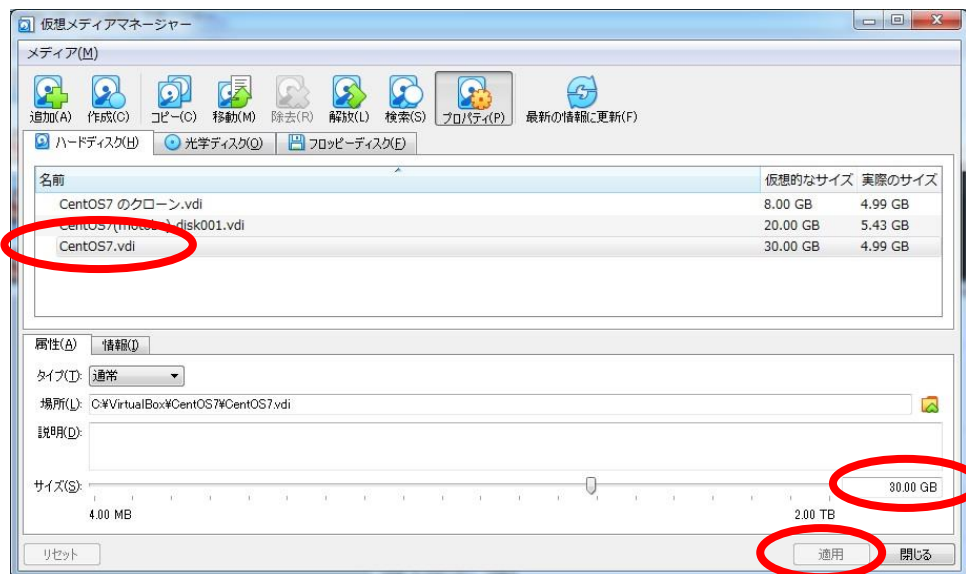 仮想メディアマネージャー
メディア(M)
追加(A) 作成(C) コピー(C) 移動(M) 除去(R) 解放(L) 検索(S) プロパティ(P) 最新の情報に更新(F)
ハードディスク(H) 光学ディスク(O) フロッピーディスク(F)
名前 仮想的なサイズ 実際のサイズ
CentOS7 のクローン.vdi 8.00 GB 4.99 GB
-disk001.vdi 20.00 GB 5.43 GB
CentOS7.vdi 30.00 GB 4.99 GB
属性(A) 情報(I)
タイプ(T): 通常
場所(L): C:¥VirtualBox¥CentOS7¥CentOS7.vdi
説明(D):
サイズ(S): 30.00 GB
4.00 MB 2.00 TB
リセット 適用 閉じる